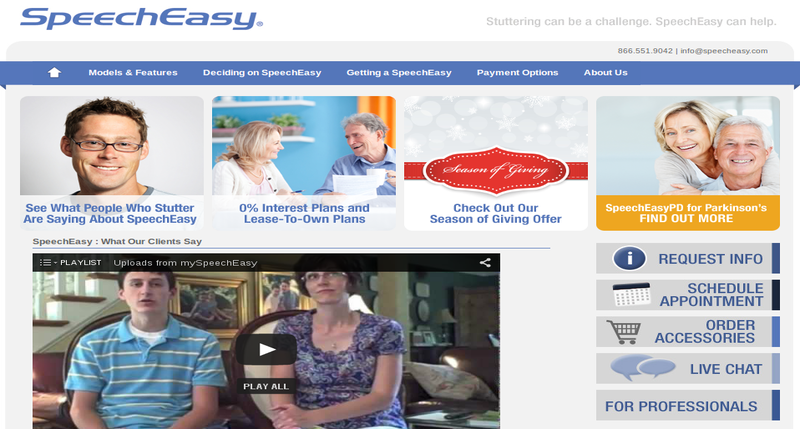 SpeechEasy®
Stuttering can be a challenge. SpeechEasy can help.
866.551.9042 | info@speecheasy.com
Models & Features Deciding on SpeechEasy Getting a SpeechEasy Payment Options About Us
See What People Who Stutter
Are Saying About SpeechEasy
0% Interest Plans and
Lease-To-Own Plans
Season of Giving
Check Out Our
Season of Giving Offer
SpeechEasyPD for Parkinson's
FIND OUT MORE
SpeechEasy : What Our Clients Say
PLAYLIST Uploads from mySpeechEasy
PLAY ALL
REQUEST INFO
SCHEDULE
APPOINTMENT
ORDER
ACCESSORIES
LIVE CHAT
FOR PROFESSIONALS